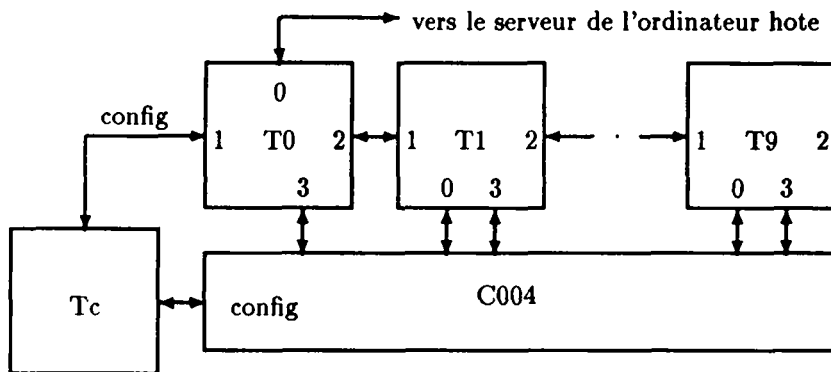 vers le serveur de l'ordinateur hote
0
config
1 T0 2
1 T1 2
1 T9 2
3
0 3
0 3
Tc
config
C004